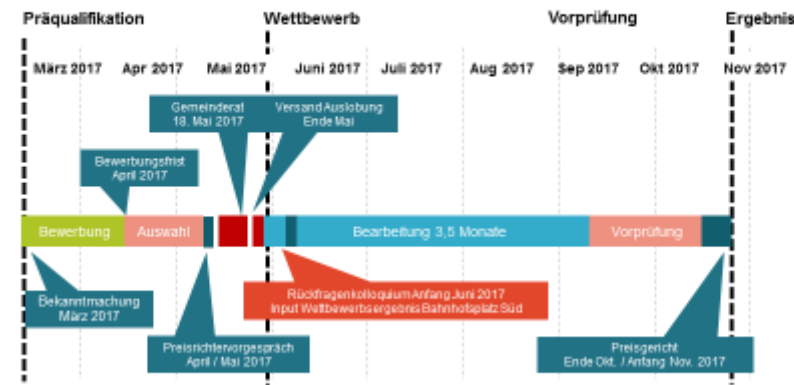 Präqualifikation
Wettbewerb
Vorprüfung
Ergebnis
März 2017
Apr 2017
Mai 2017
Juni 2017
Juli 2017
Aug 2017
Sep 2017
Okt 2017
Nov 2017
Gemeinderat
18. Mai 2017
Versand Auslobung
Ende Mai
Bewerbungsfrist
April 2017
Bewerbung
Auswahl
Bearbeitung 3,5 Monate
Vorprüfung
Bekanntmachung
März 2017
Rückfragenkolloquium Anfang Juni 2017
Input Wettbewerbsergebnis Bahnhofsplatz Süd
Preisrichtervorgespräch
April / Mai 2017
Preisgericht
Ende Okt. / Anfang Nov. 2017